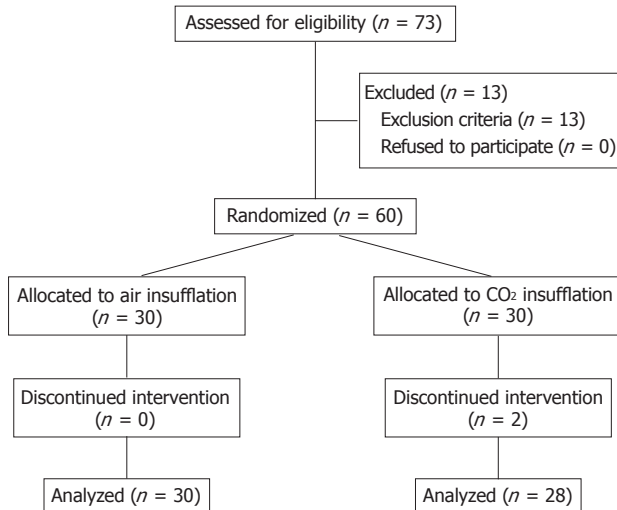 Assessed for eligibility (n = 73)
Excluded (n = 13)
Exclusion criteria (n = 13)
Refused to participate (n = 0)
Randomized (n = 60)
Allocated to air insufflation
(n = 30)
Allocated to CO2 insufflation
(n = 30)
Discontinued intervention
(n = 0)
Discontinued intervention
(n = 2)
Analyzed (n = 30)
Analyzed (n = 28)